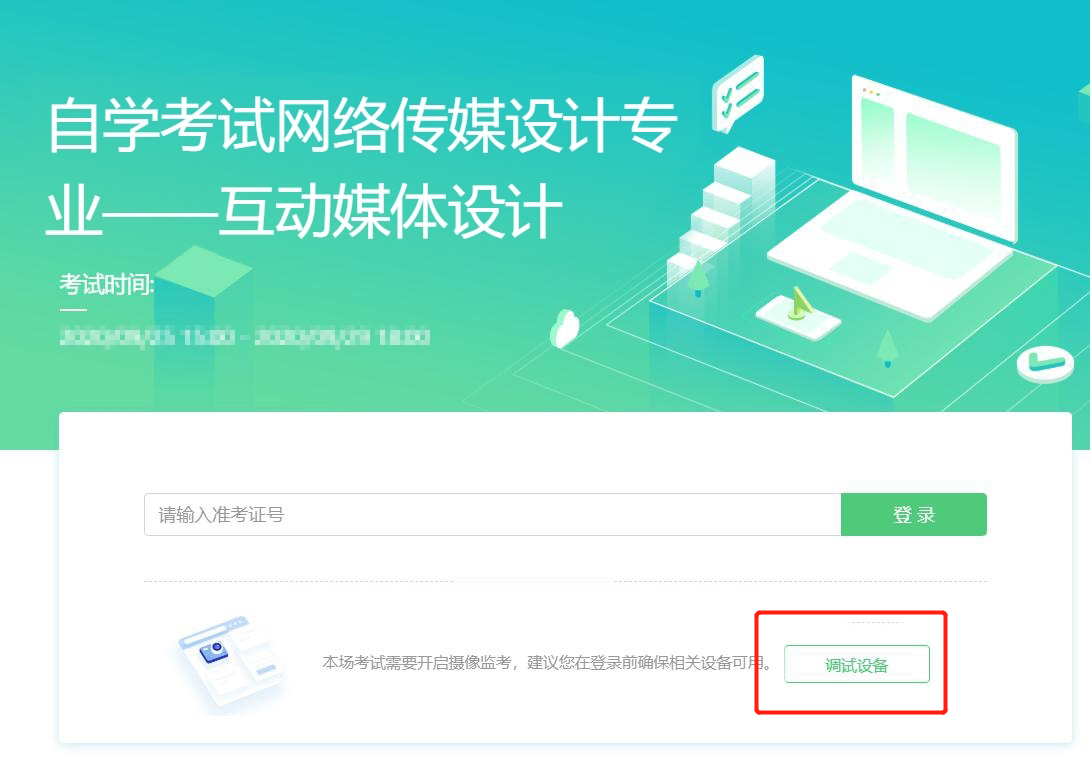 自学考试网络传媒设计专
业——互动媒体设计
考试时间:
请输入准考证号
登 录
本场考试需要开启摄像监考，建议您在登录前确保相关设备可用。
调试设备